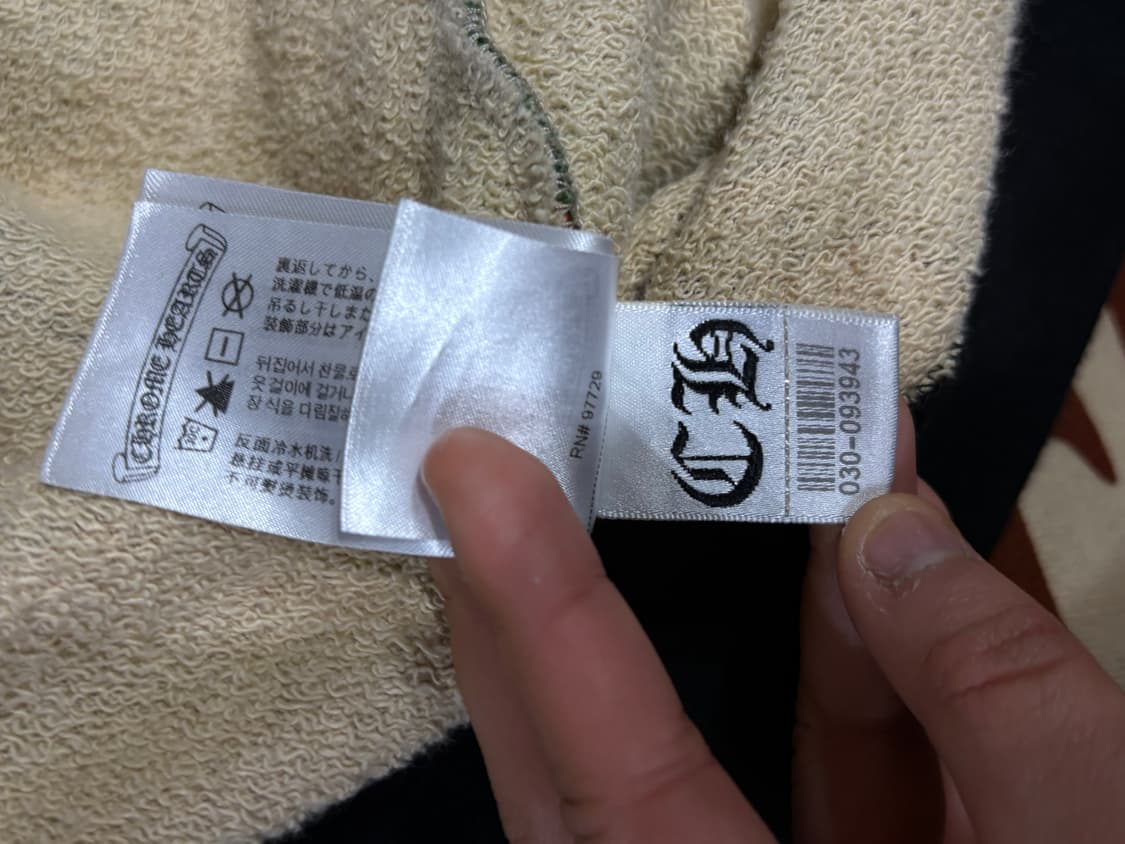 CHROME HEARTS
裏返してから、
洗濯機で低温の
吊るし干しまた
装飾部分はアイ
뒤집어서 찬물로
옷걸이에 걸거나
장식을 다림질하
反面冷水机洗
悬挂或平摊晾干
不可熨烫装饰。
RN# 97729
CH
030-093943